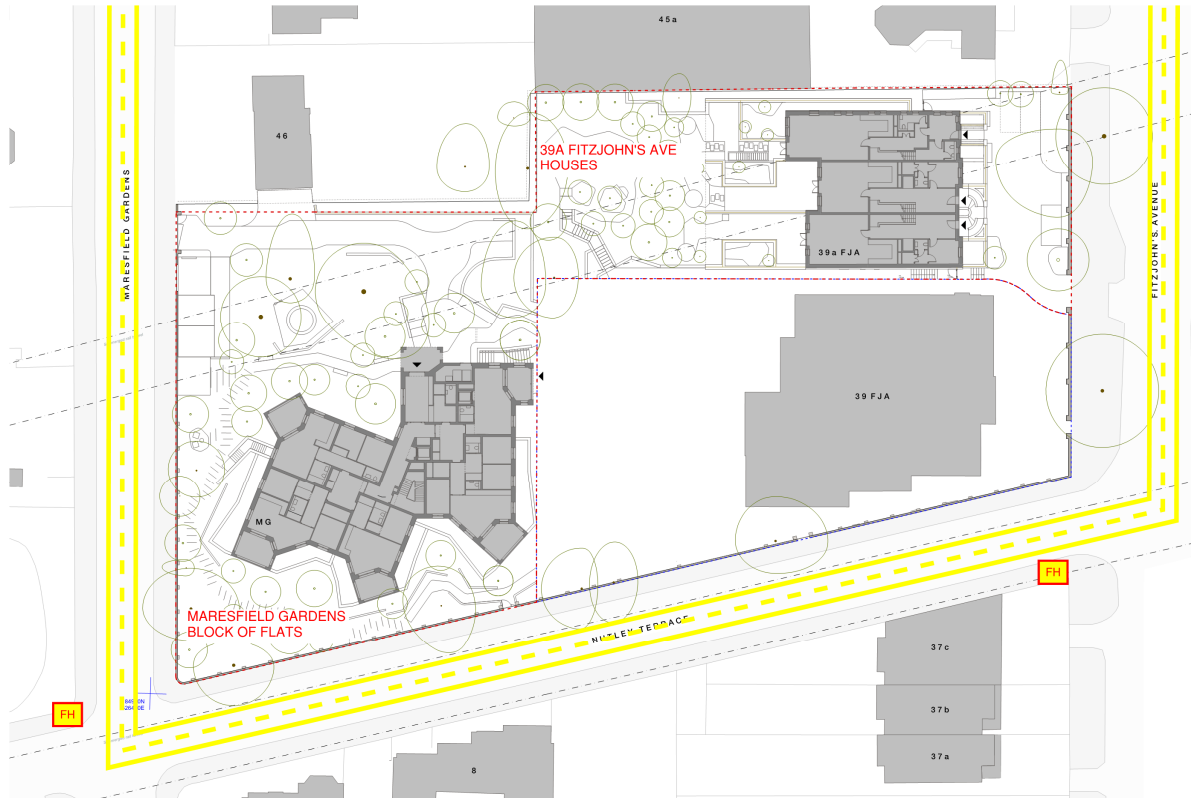 45a
46
39A FITZJOHN'S AVE
HOUSES
MARESFIELD GARDENS
FITZJOHN'S AVENUE
39a FJA
39 FJA
MG
FH
MARESFIELD GARDENS
BLOCK OF FLATS
NUTLEY TERRACE
37c
FH
37b
37a
8